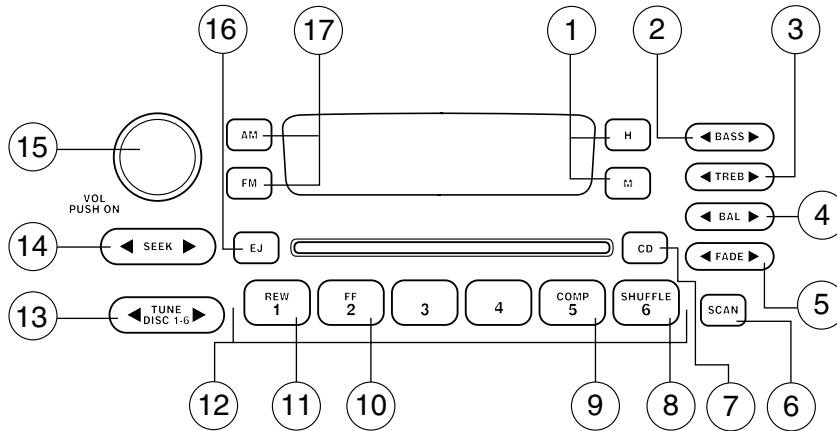 16
17
1
2
3
AM
H
BASS
15
FM
M
TREB
VOL
PUSH ON
BAL
4
14
SEEK
EJ
CD
FADE
5
13
TUNE
DISC 1-6
REW
1
FF
2
3
4
COMP
5
SHUFFLE
6
SCAN
12
11
10
9
8
7
6